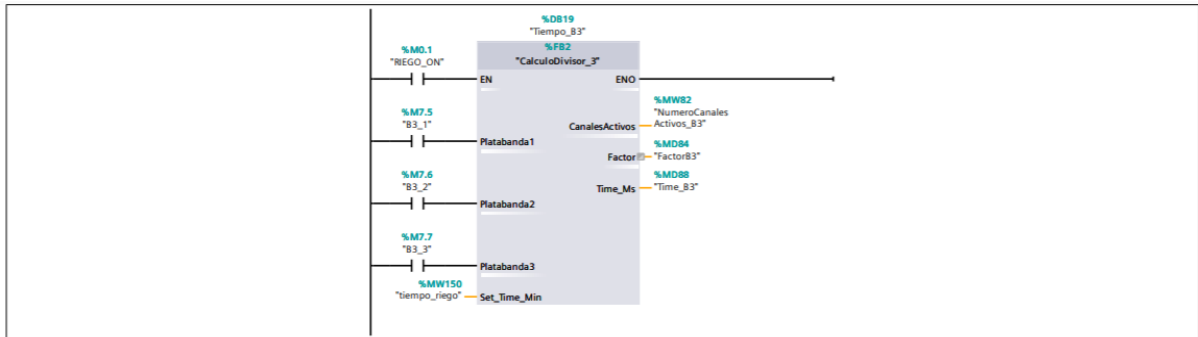 %DB19
"Tiempo_B3"
%M0.1
"RIEGO_ON"
%FB2
"CalculoDivisor_3"
EN
ENO
%M7.5
"B3_1"
Platabanda1
CanalesActivos
%MW82
"NumeroCanales
Activos_B3"
Factor
%MD84
"FactorB3"
%M7.6
"B3_2"
Platabanda2
Time_Ms
%MD88
"Time_B3"
%M7.7
"B3_3"
Platabanda3
%MW150
"tiempo_riego"
Set_Time_Min